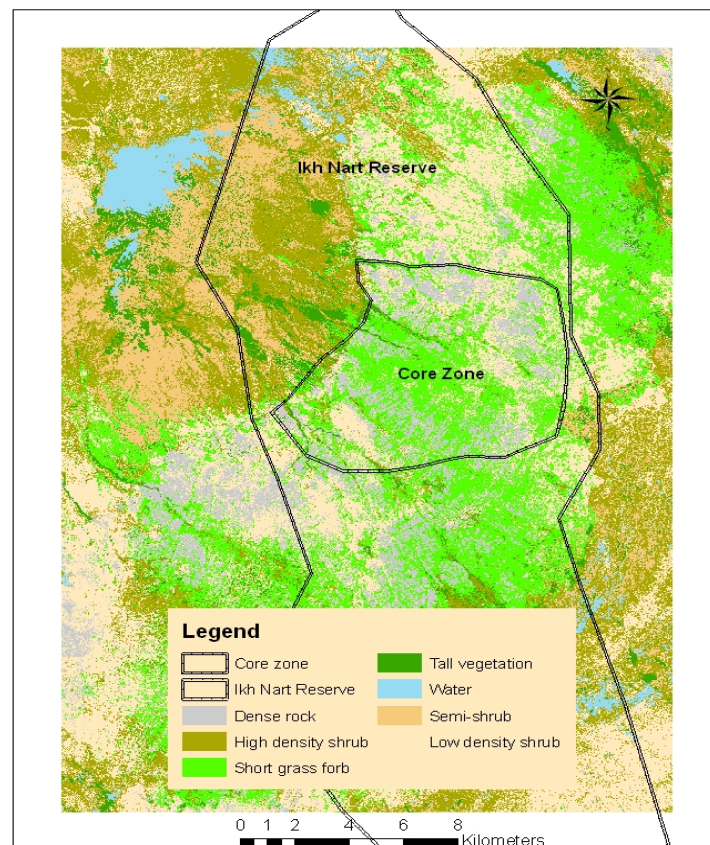 Ikh Nart Reserve
Core Zone
Legend
Core zone
Ikh Nart Reserve
Dense rock
High density shrub
Short grass forb
Tall vegetation
Water
Semi-shrub
Low density shrub
0 1 2 4 6 8
Kilometers